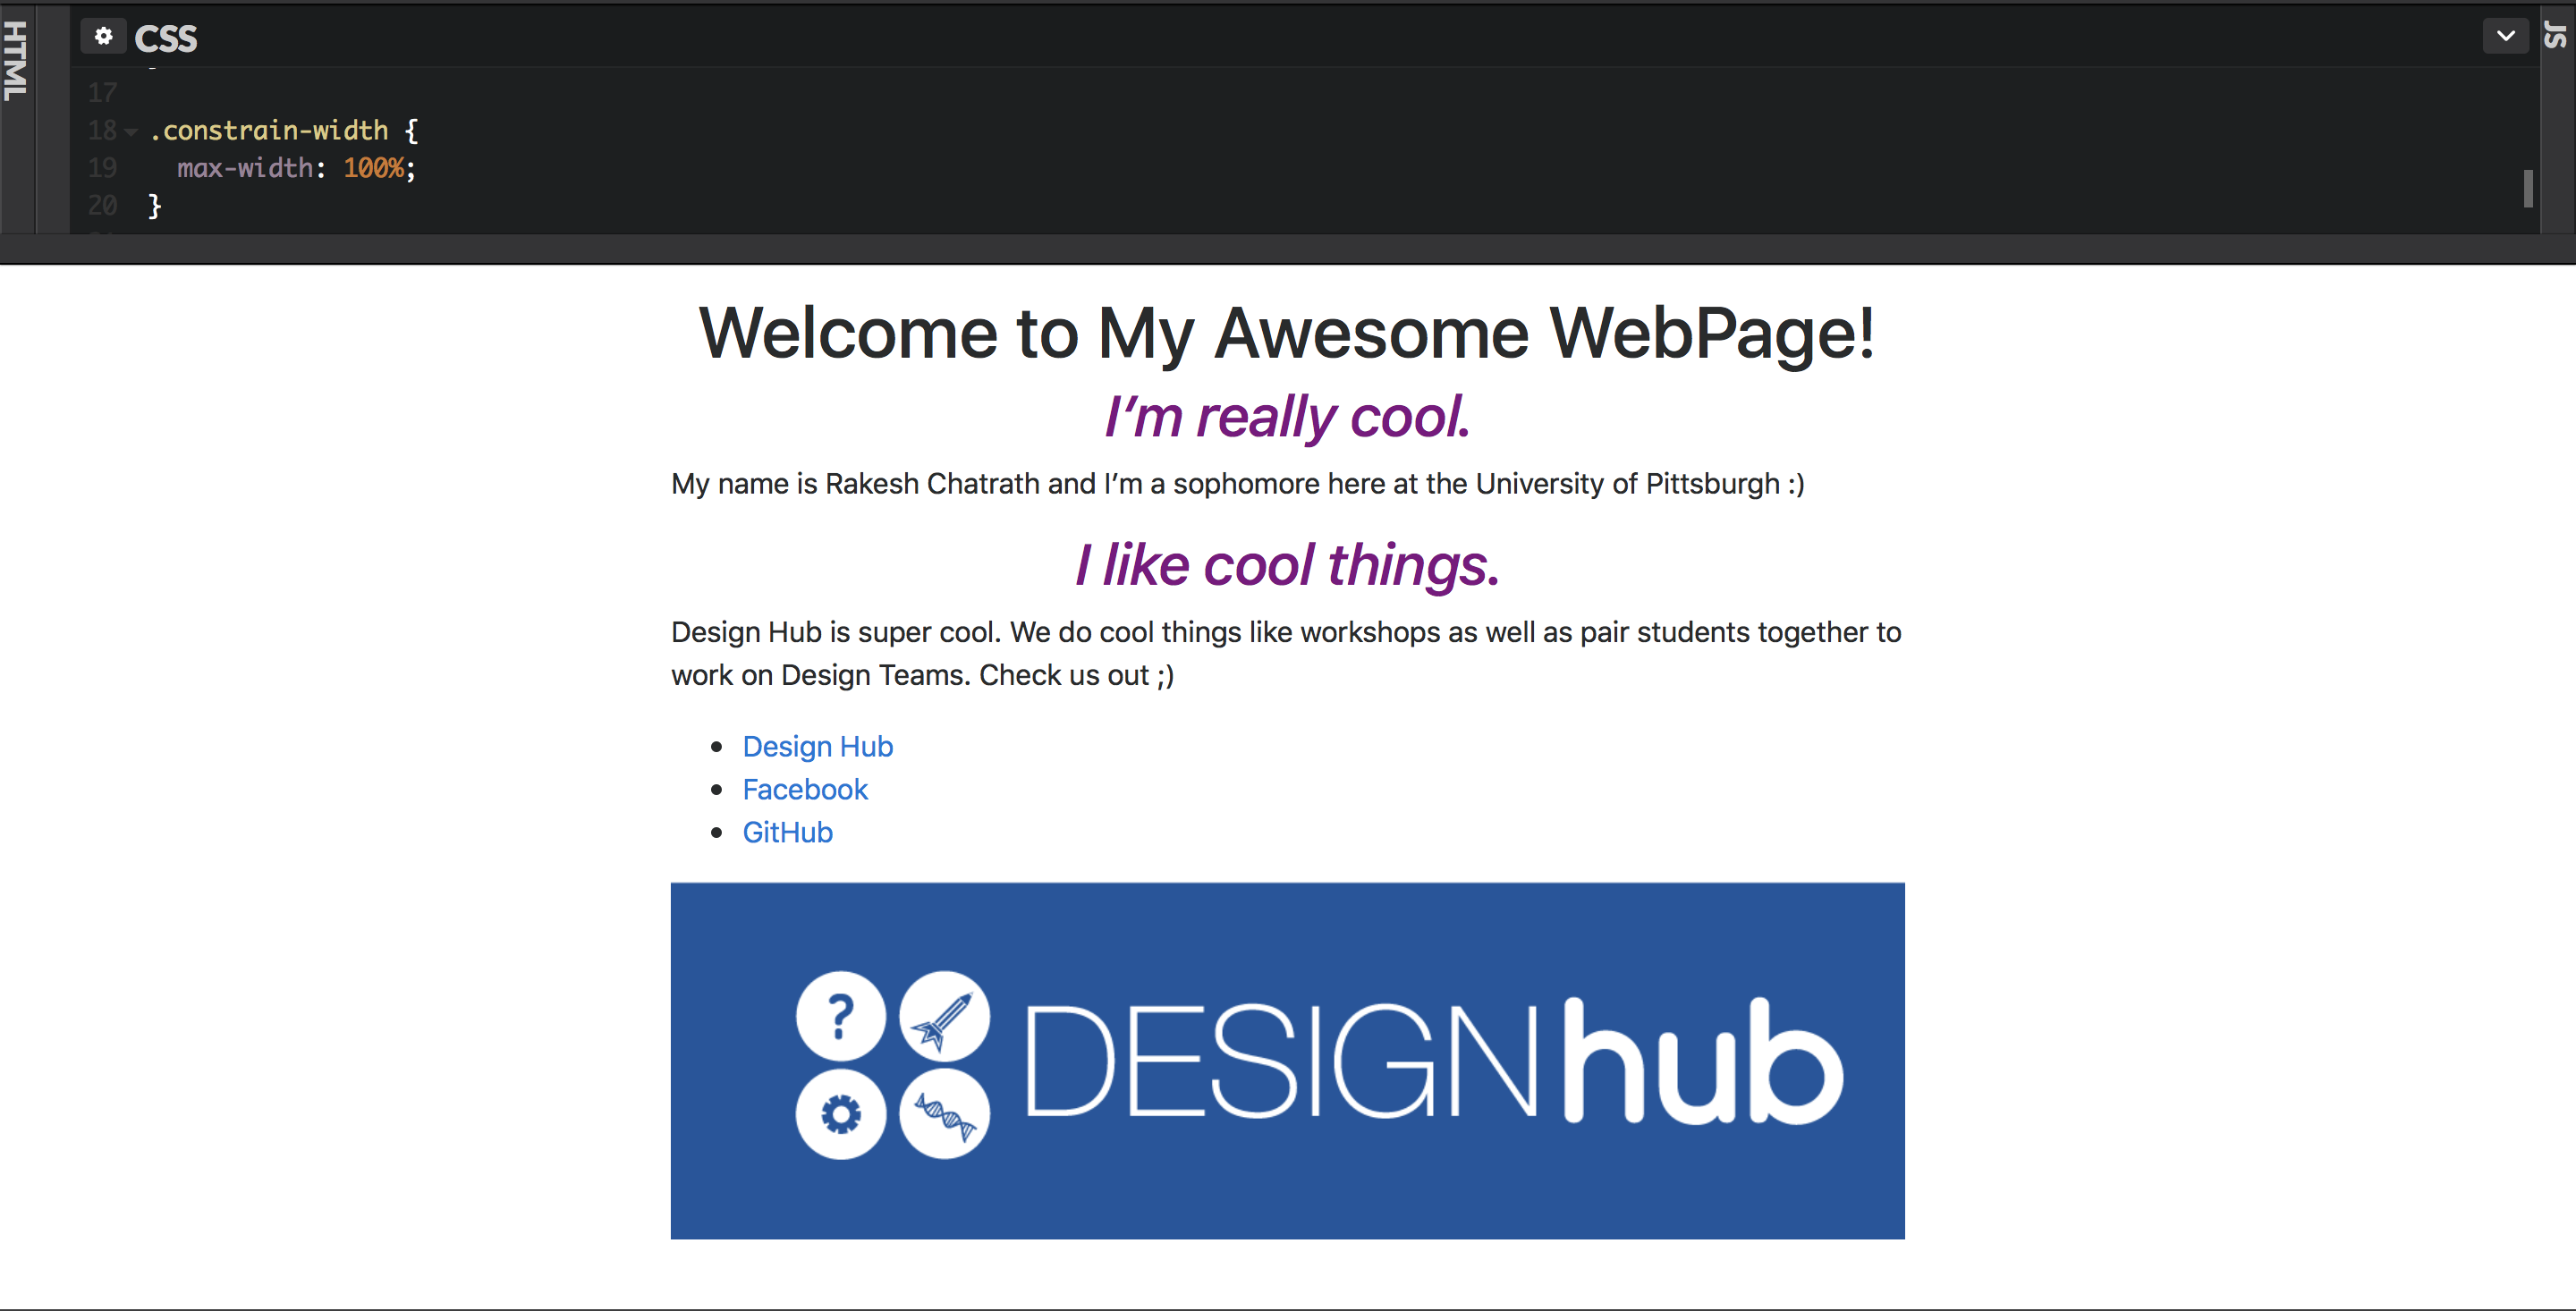 HTML
CSS
JS
17
18 .constrain-width {
19 max-width: 100%;
20 }
Welcome to My Awesome WebPage!
I’m really cool.
My name is Rakesh Chatrath and I’m a sophomore here at the University of Pittsburgh :)
I like cool things.
Design Hub is super cool. We do cool things like workshops as well as pair students together to
work on Design Teams. Check us out ;)
• Design Hub
• Facebook
• GitHub
?
DESIGNhub